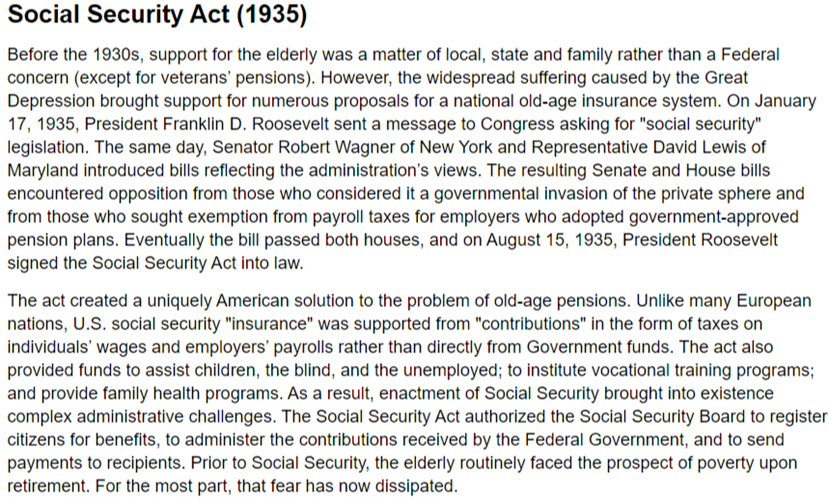 Social Security Act (1935)
Before the 1930s, support for the elderly was a matter of local, state and family rather than a Federal
concern (except for veterans’ pensions). However, the widespread suffering caused by the Great
Depression brought support for numerous proposals for a national old-age insurance system. On January
17, 1935, President Franklin D. Roosevelt sent a message to Congress asking for "social security"
legislation. The same day, Senator Robert Wagner of New York and Representative David Lewis of
Maryland introduced bills reflecting the administration’s views. The resulting Senate and House bills
encountered opposition from those who considered it a governmental invasion of the private sphere and
from those who sought exemption from payroll taxes for employers who adopted government-approved
pension plans. Eventually the bill passed both houses, and on August 15, 1935, President Roosevelt
signed the Social Security Act into law.
The act created a uniquely American solution to the problem of old-age pensions. Unlike many European
nations, U.S. social security "insurance" was supported from "contributions" in the form of taxes on
individuals’ wages and employers’ payrolls rather than directly from Government funds. The act also
provided funds to assist children, the blind, and the unemployed; to institute vocational training programs;
and provide family health programs. As a result, enactment of Social Security brought into existence
complex administrative challenges. The Social Security Act authorized the Social Security Board to register
citizens for benefits, to administer the contributions received by the Federal Government, and to send
payments to recipients. Prior to Social Security, the elderly routinely faced the prospect of poverty upon
retirement. For the most part, that fear has now dissipated.